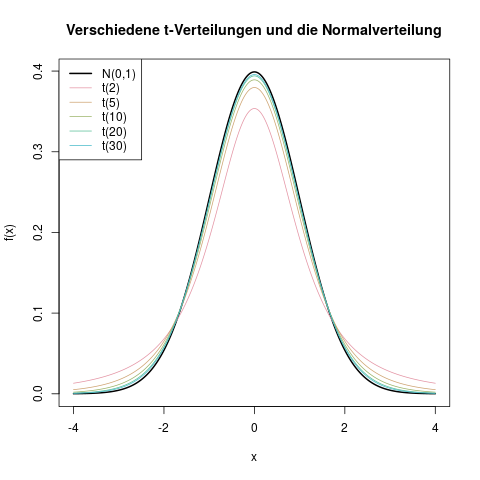 Verschiedene t-Verteilungen und die Normalverteilung
N(0,1)
t(2)
t(5)
t(10)
t(20)
t(30)
f(x)
0.4
0.3
0.2
0.1
0.0
-4 -2 0 2 4
x